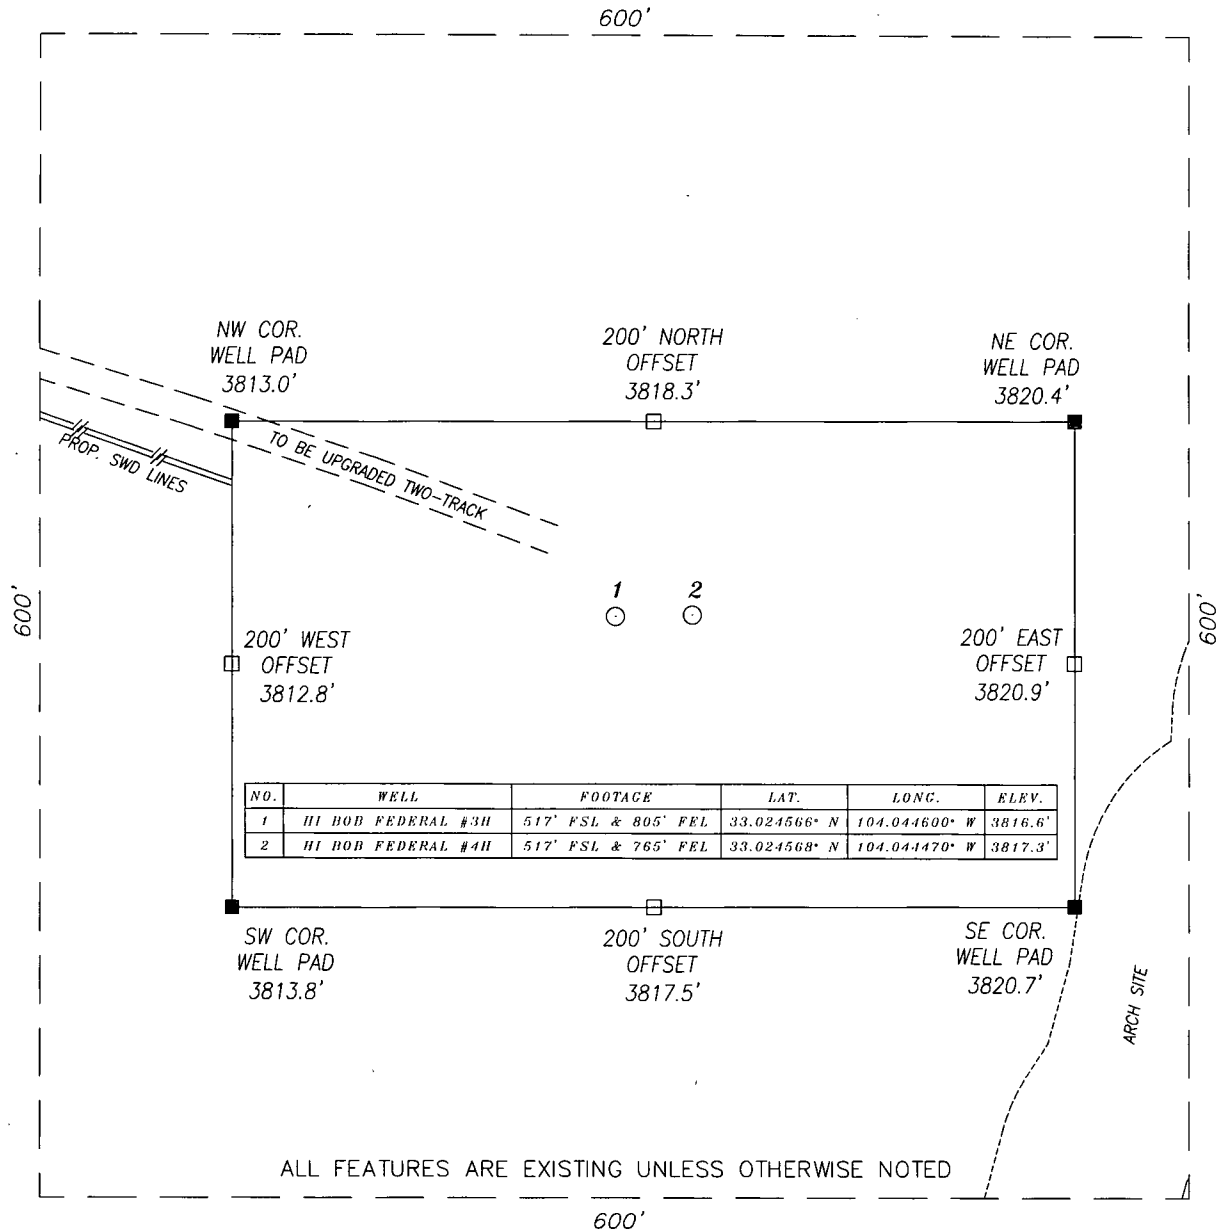 600'
NW COR.
WELL PAD
3813.0'
200' NORTH
OFFSET
3818.3'
NE COR.
WELL PAD
3820.4'
TO BE UPGRADED TWO-TRACK
PROP. SWD LINES
1
2
600'
600'
200' WEST
OFFSET
3812.8'
200' EAST
OFFSET
3820.9'
NO. WELL FOOTAGE LAT. LONG. ELEV.
1 HI BOB FEDERAL #3H 517' FSL & 805' FEL 33.024566° N 104.044600° W 3816.6'
2 HI BOB FEDERAL #4H 517' FSL & 765' FEL 33.024568° N 104.044470° W 3817.3'
SW COR.
WELL PAD
3813.8'
200' SOUTH
OFFSET
3817.5'
SE COR.
WELL PAD
3820.7'
ARCH SITE
ALL FEATURES ARE EXISTING UNLESS OTHERWISE NOTED
600'